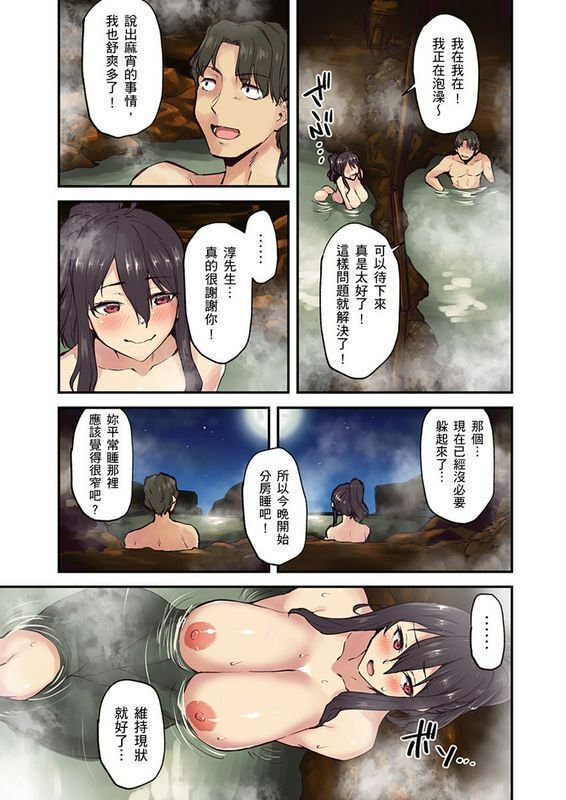 我在我在！
我正在泡澡～
ドヤジ…
可以待下來
真是太好了！
這樣問題就解決了！
說出麻宵的事情，
我也舒爽多了！
……
淳先生…
真的很謝謝你！
那個…
現在已經沒必要
躲起來了…
所以今晚開始
分房睡吧！
妳平常睡那裡
應該覺得很窄吧？
……
維持現狀
就好了…
ボソッ…